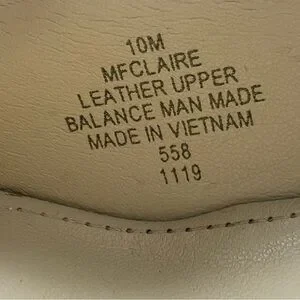 10M
MFCLAIRE
LEATHER UPPER
BALANCE MAN MADE
MADE IN VIETNAM
558
1119